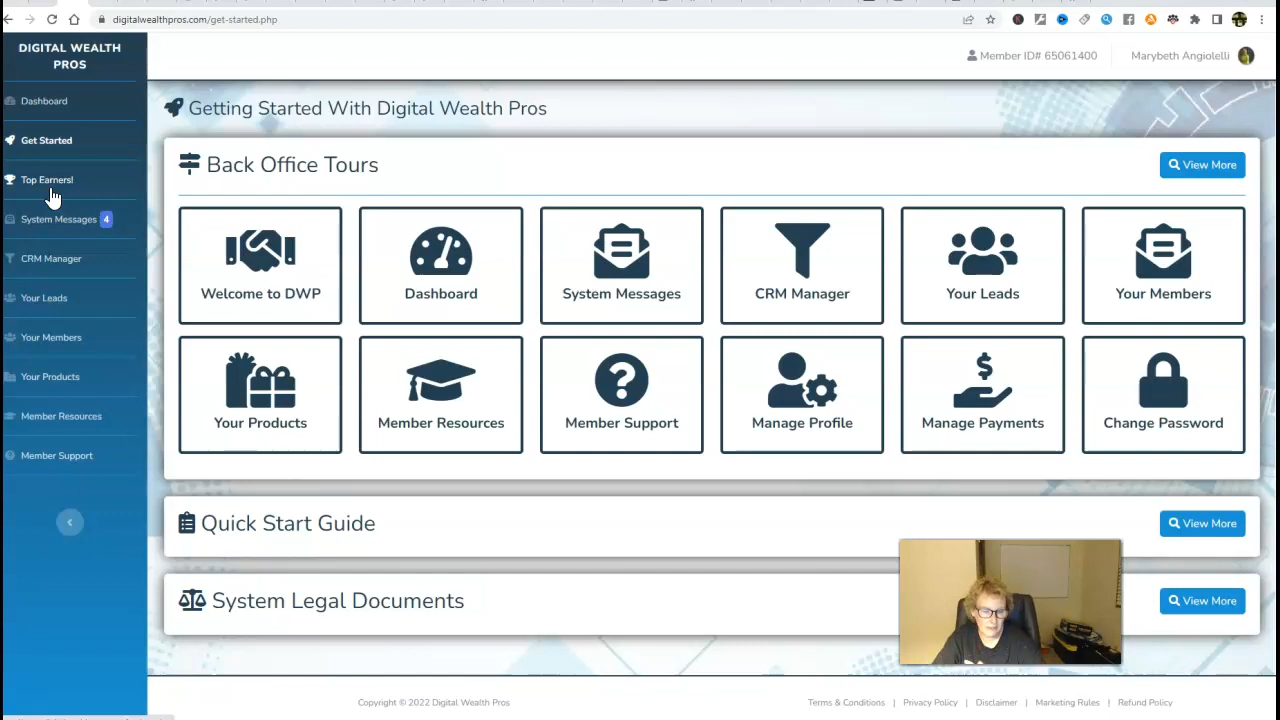 digitalwealthpros.com/get-started.php
DIGITAL WEALTH
PROS
Member ID# 65061400
Marybeth Angiolelli
Dashboard
Get Started
Top Earners!
System Messages 4
CRM Manager
Your Leads
Your Members
Your Products
Member Resources
Member Support
Getting Started With Digital Wealth Pros
Back Office Tours
View More
Welcome to DWP
Dashboard
System Messages
CRM Manager
Your Leads
Your Members
Your Products
Member Resources
Member Support
Manage Profile
Manage Payments
Change Password
Quick Start Guide
View More
System Legal Documents
View More
Copyright © 2022 Digital Wealth Pros
Terms & Conditions
Privacy Policy
Disclaimer
Marketing Rules
Refund Policy